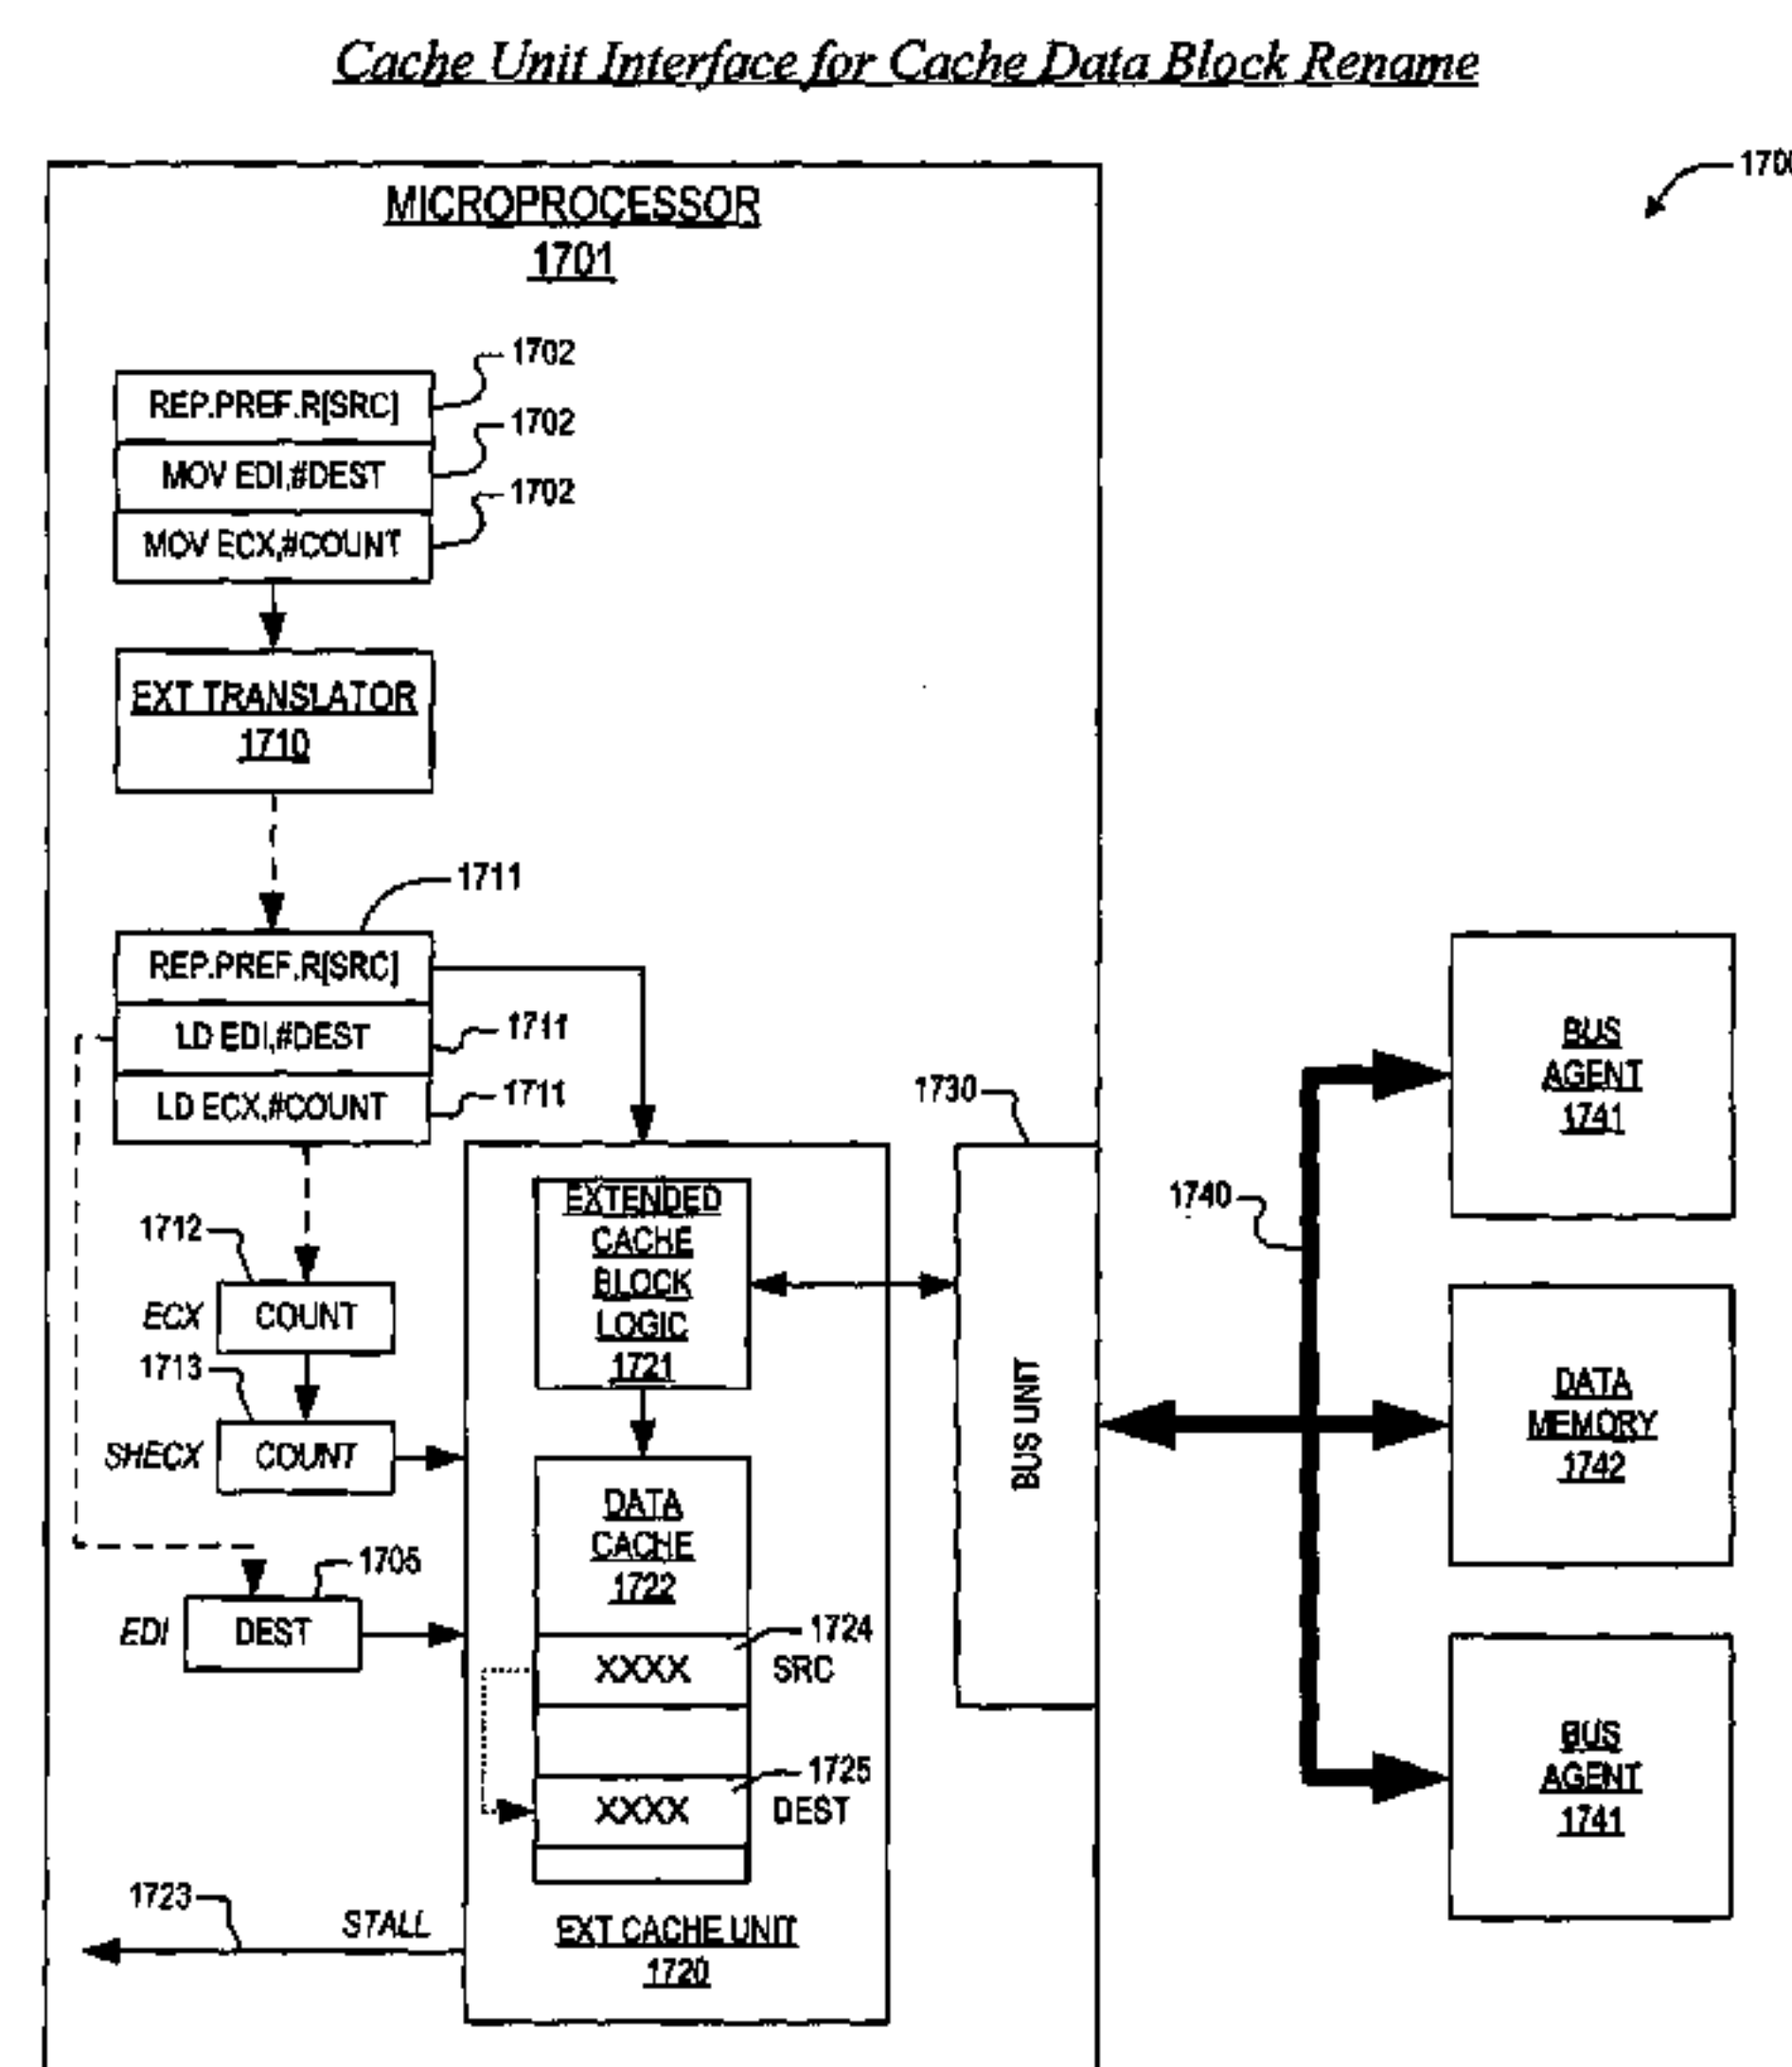 Cache Unit Interface for Cache Data Block Rename
1700
MICROPROCESSOR
1701
REP.PREF.R[SRC]
1702
MOV EDI,#DEST
1702
MOV ECX,#COUNT
1702
EXT TRANSLATOR
1710
1711
REP.PREF.R[SRC]
LD EDI,#DEST
1711
LD ECX,#COUNT
1711
1712
ECX
COUNT
1713
SHECX
COUNT
1705
EDI
DEST
1723
STALL
EXTENDED
CACHE
BLOCK
LOGIC
1721
DATA
CACHE
1722
XXXX
1724
SRC
XXXX
1725
DEST
EXT CACHE UNIT
1720
1730
BUS UNIT
1740
BUS
AGENT
1741
DATA
MEMORY
1742
BUS
AGENT
1741